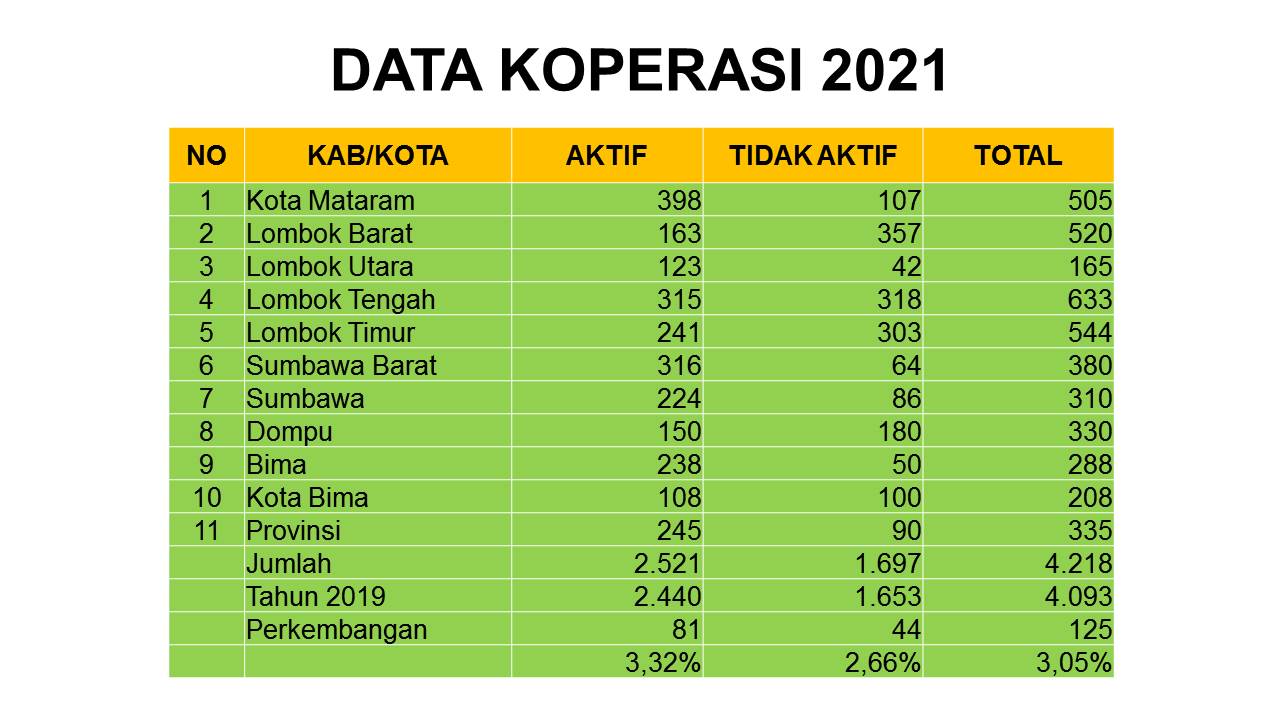 DATA KOPERASI 2021
NO KAB/KOTA AKTIF TIDAK AKTIF TOTAL
1 Kota Mataram 398 107 505
2 Lombok Barat 163 357 520
3 Lombok Utara 123 42 165
4 Lombok Tengah 315 318 633
5 Lombok Timur 241 303 544
6 Sumbawa Barat 316 64 380
7 Sumbawa 224 86 310
8 Dompu 150 180 330
9 Bima 238 50 288
10 Kota Bima 108 100 208
11 Provinsi 245 90 335
Jumlah 2.521 1.697 4.218
Tahun 2019 2.440 1.653 4.093
Perkembangan 81 44 125
3,32% 2,66% 3,05%